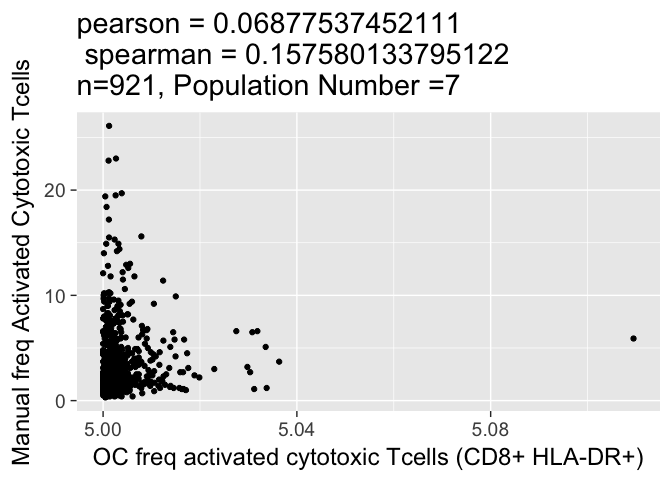 pearson = 0.06877537452111
spearman = 0.157580133795122
n=921, Population Number =7
Manual freq Activated Cytotoxic Tcells
20
10
0
5.00
5.04
5.08
OC freq activated cytotoxic Tcells (CD8+ HLA-DR+)